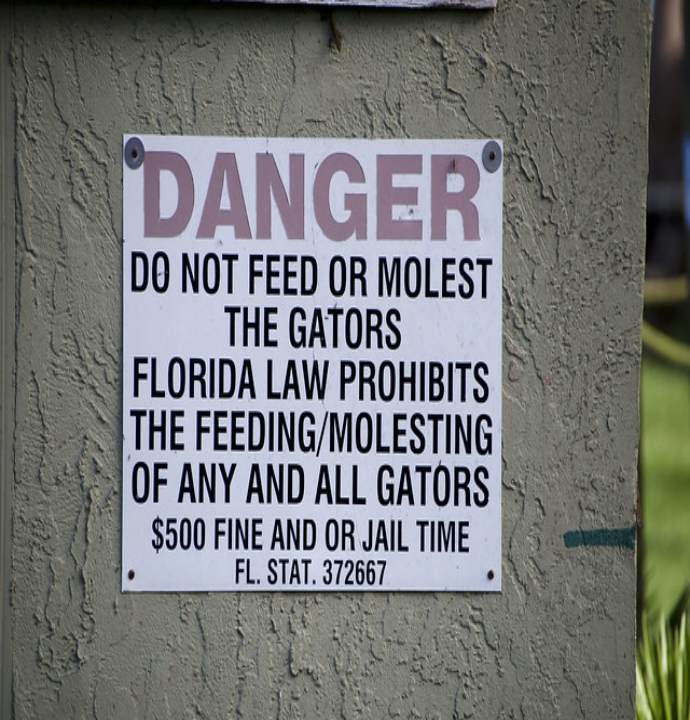 DANGER
DO NOT FEED OR MOLEST
THE GATORS
FLORIDA LAW PROHIBITS
THE FEEDING/MOLESTING
OF ANY AND ALL GATORS
$500 FINE AND OR JAIL TIME
FL. STAT. 372667